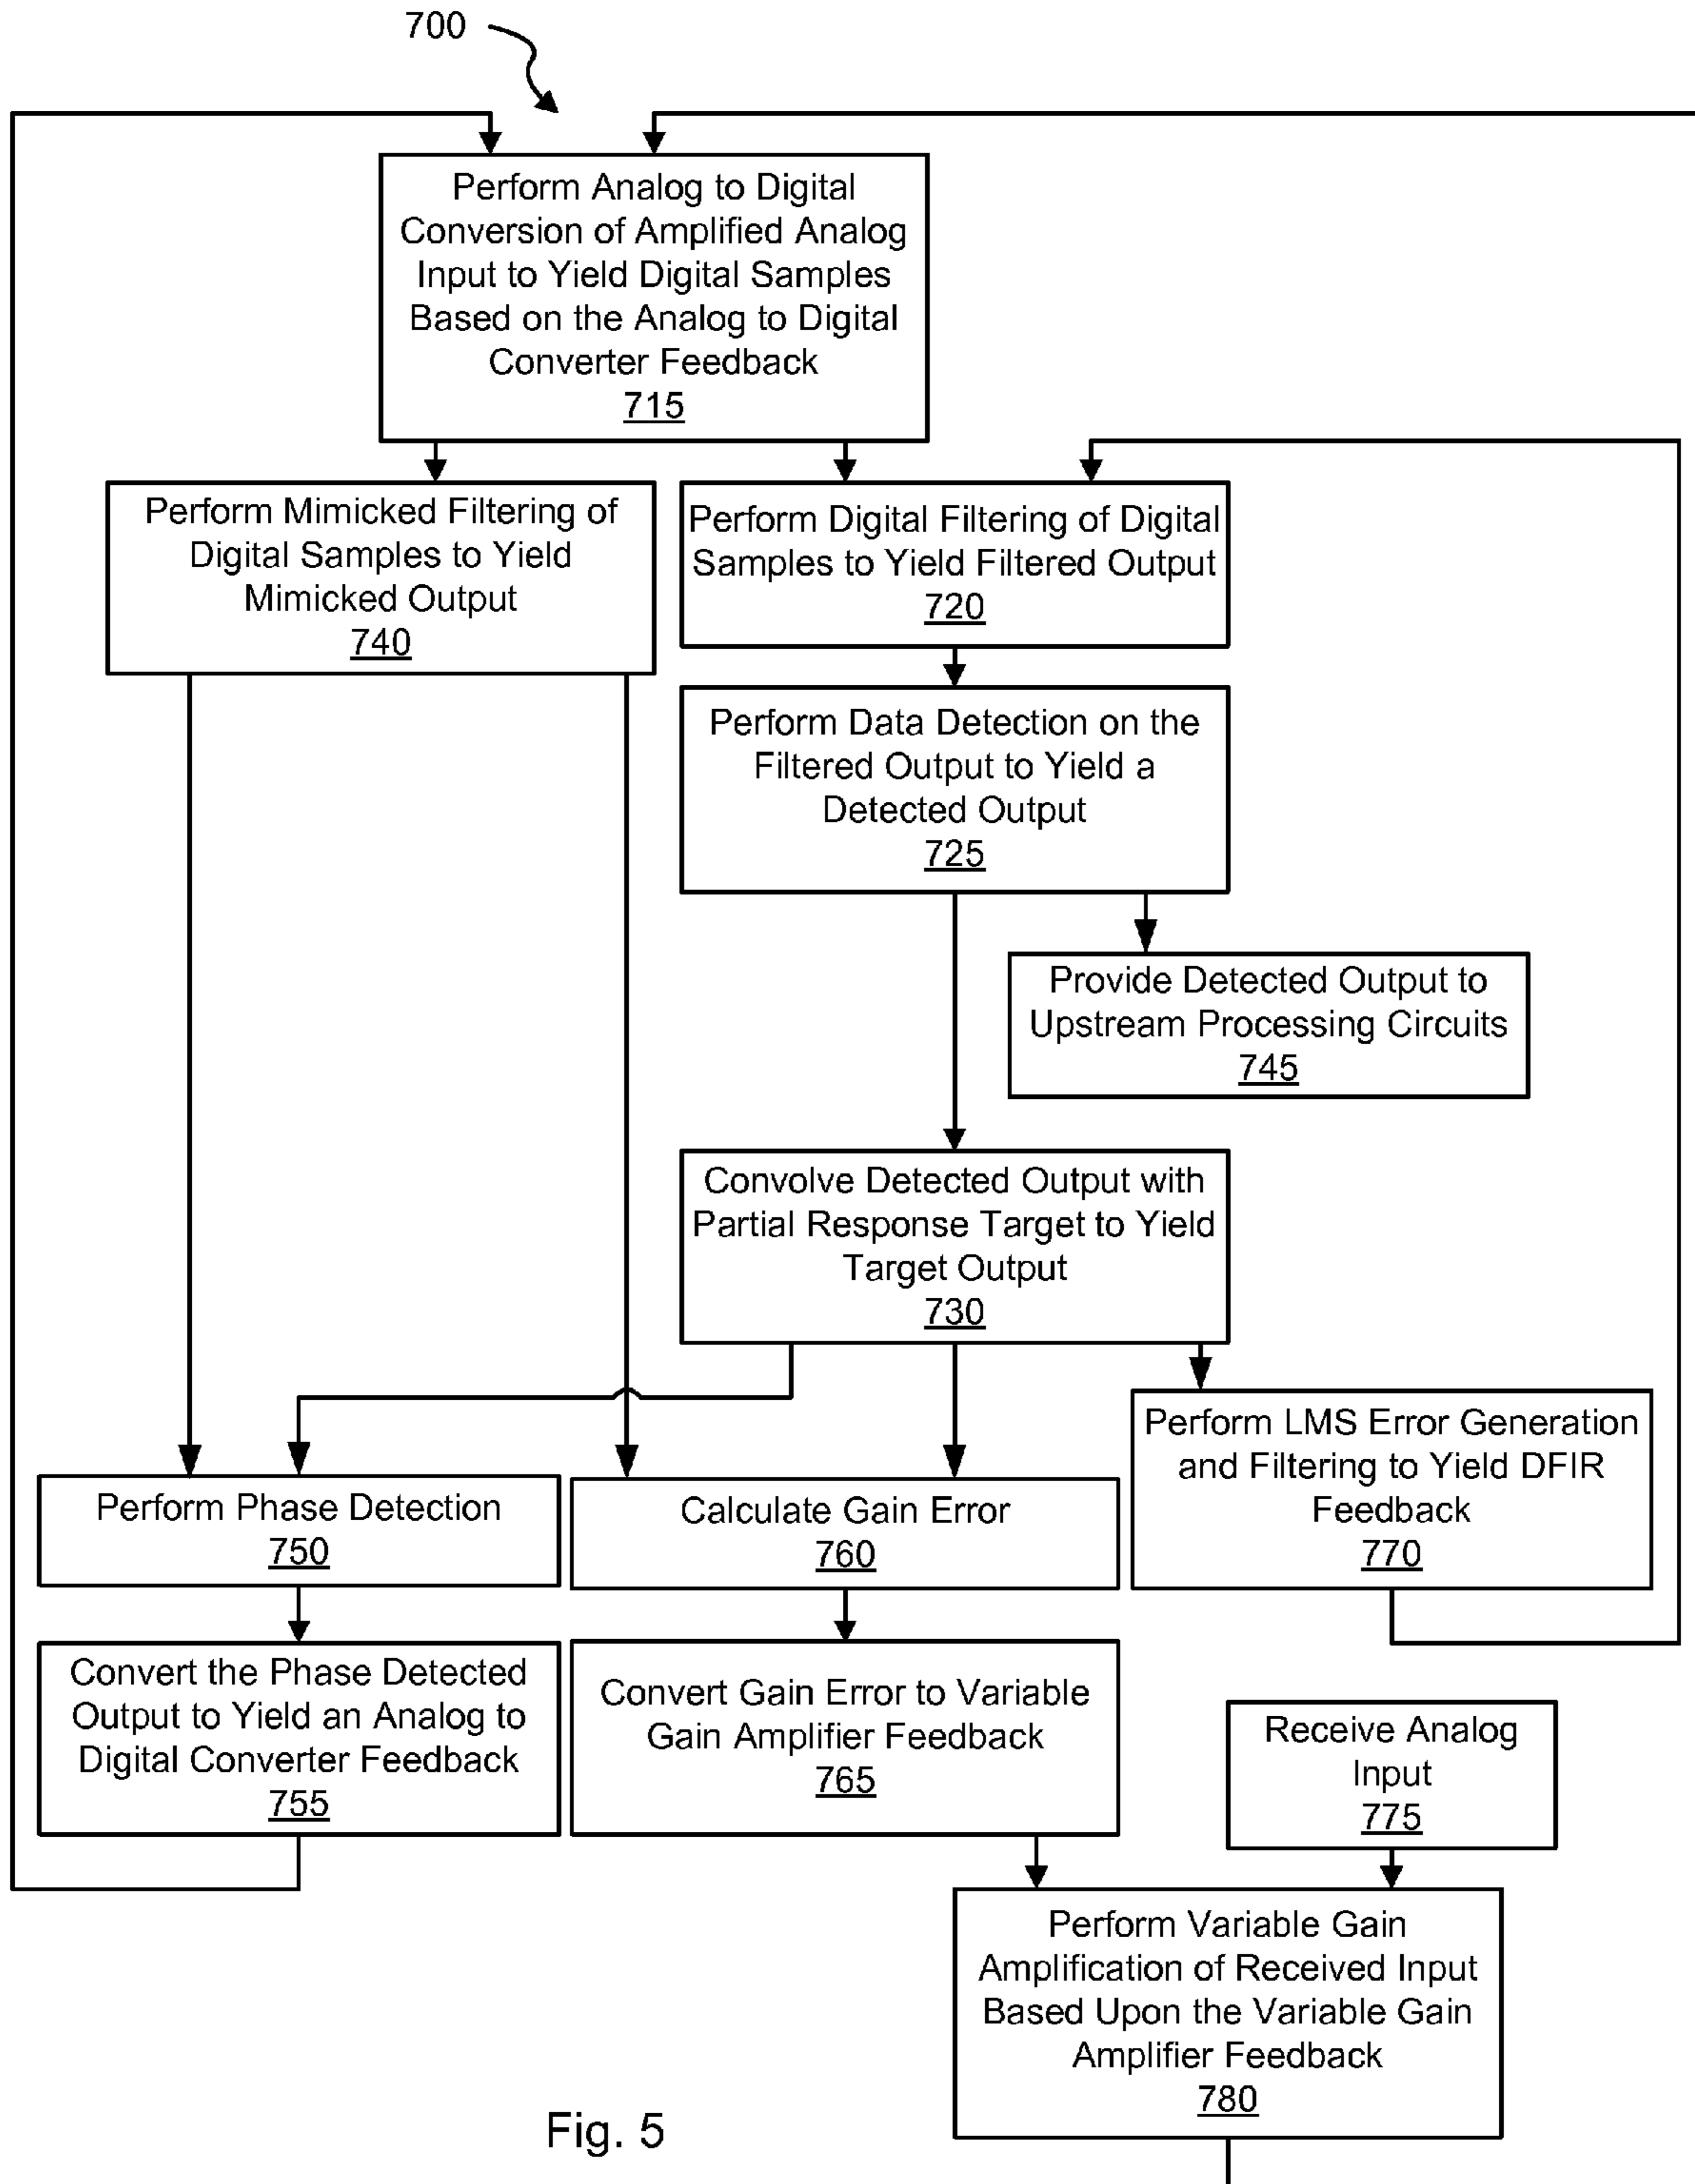 700
Perform Analog to Digital
Conversion of Amplified Analog
Input to Yield Digital Samples
Based on the Analog to Digital
Converter Feedback
715
Perform Mimicked Filtering of
Digital Samples to Yield
Mimicked Output
740
Perform Digital Filtering of Digital
Samples to Yield Filtered Output
720
Perform Data Detection on the
Filtered Output to Yield a
Detected Output
725
Provide Detected Output to
Upstream Processing Circuits
745
Convolve Detected Output with
Partial Response Target to Yield
Target Output
730
Perform Phase Detection
750
Calculate Gain Error
760
Perform LMS Error Generation
and Filtering to Yield DFIR
Feedback
770
Convert the Phase Detected
Output to Yield an Analog to
Digital Converter Feedback
755
Convert Gain Error to Variable
Gain Amplifier Feedback
765
Receive Analog
Input
775
Perform Variable Gain
Amplification of Received Input
Based Upon the Variable Gain
Amplifier Feedback
780
Fig. 5